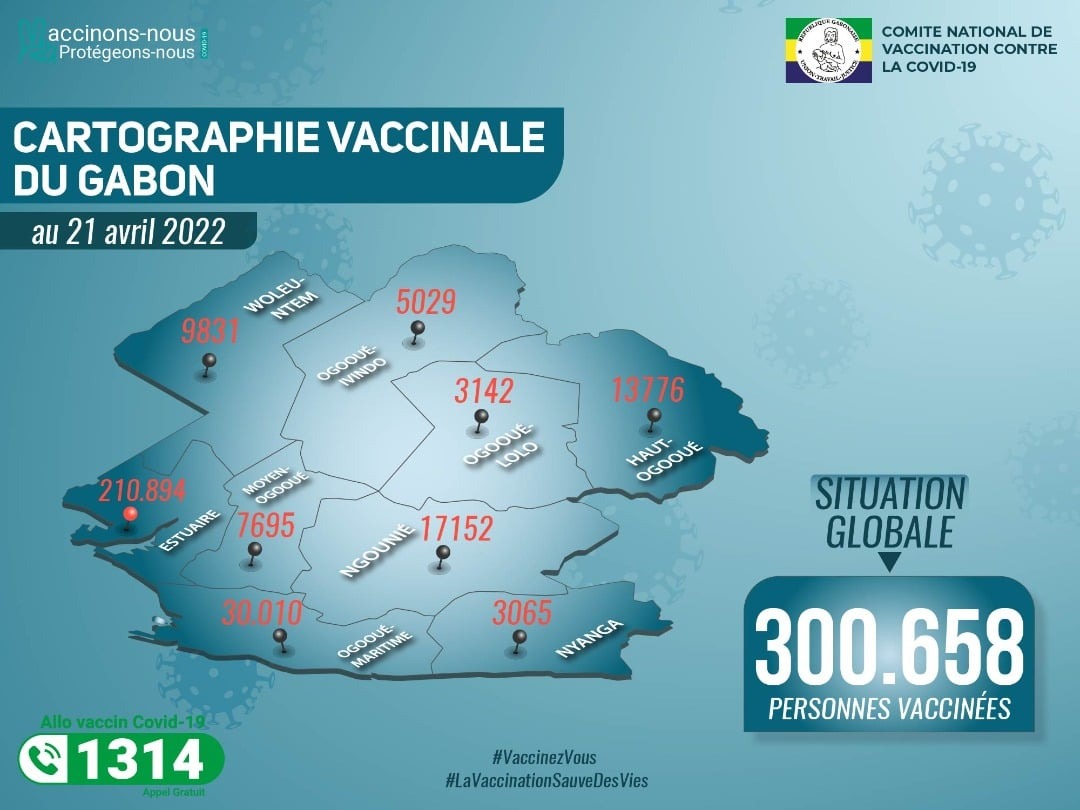 Vaccinons-nous
Protégeons-nous
COVID-19
REPUBLIQUE GABONAISE
UNION-TRAVAIL-JUSTICE
COMITE NATIONAL DE
VACCINATION CONTRE
LA COVID-19
CARTOGRAPHIE VACCINALE
DU GABON
au 21 avril 2022
WOLEU-
NTEM
9831
5029
OGOOUÉ-
IVINDO
3142
OGOOUÉ-
LOLO
13776
HAUT-
OGOOUÉ
210.894
ESTUAIRE
MOYEN-
OGOOUÉ
7695
NGOUNIÉ
17152
30.010
OGOOUÉ-
MARITIME
3065
NYANGA
SITUATION
GLOBALE
300.658
PERSONNES VACCINÉES
Allo vaccin Covid-19
1314
Appel Gratuit
#VaccinezVous
#LaVaccinationSauveDesVies